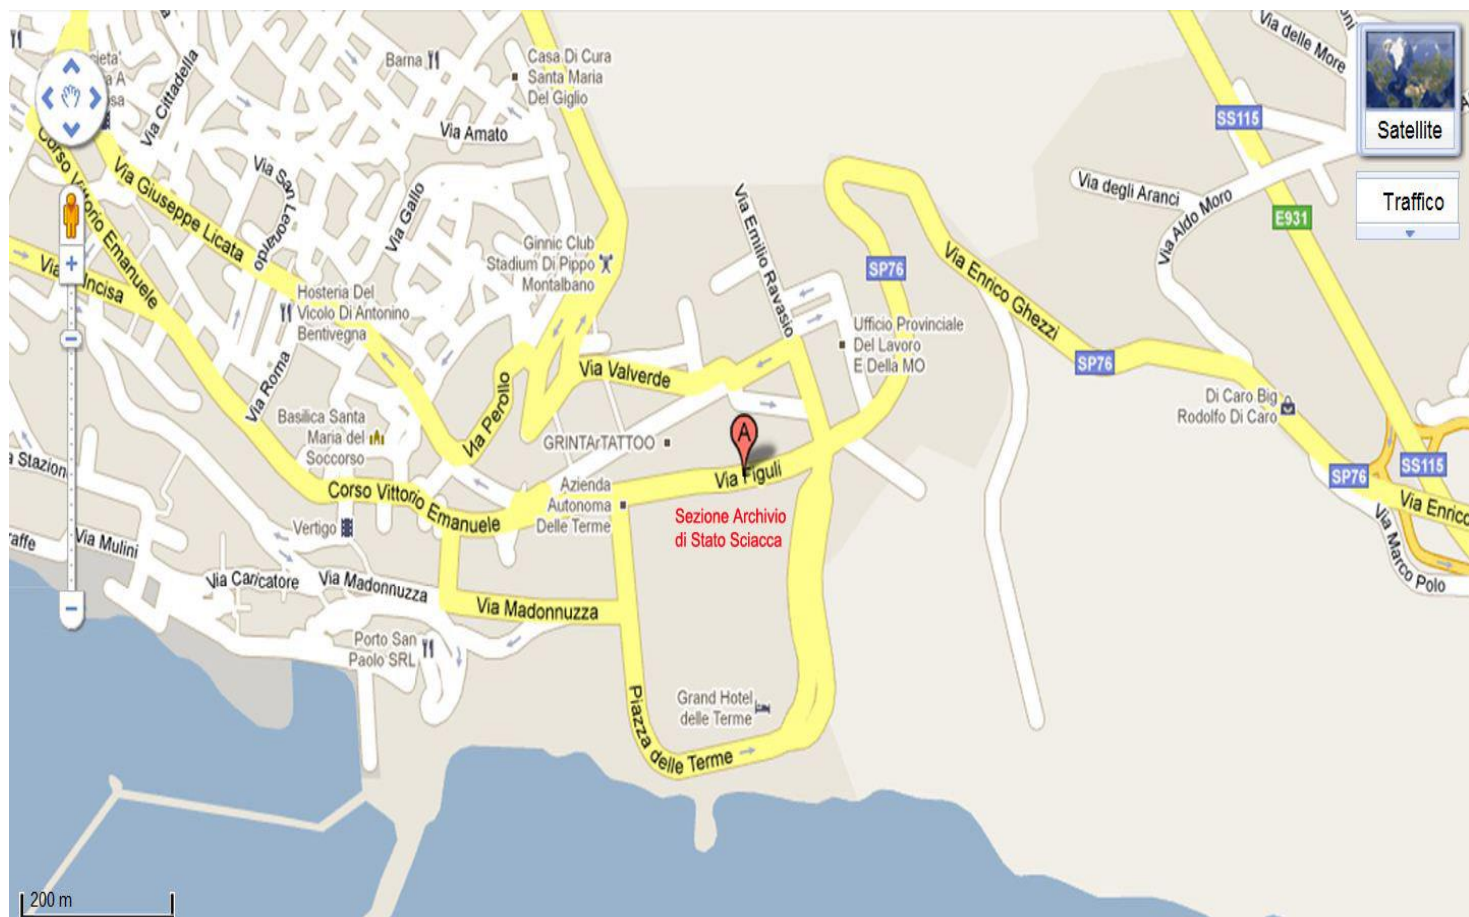 Via Cittadella
Barna
Casa Di Cura
Santa Maria
Del Giglio
Via Amato
Via delle More
SS115
Satellite
Traffico
Corso Vittorio Emanuele
Via Giuseppe Licata
Via San Leonardo
Via Gallo
Via Emilio Ravasio
Via degli Aranci
Via Aldo Moro
E931
Incisa
Ginnic Club
Stadium Di Pippo
Montalbano
SP76
Via Enrico Ghezzi
Hosteria Del
Vicolo Di Antonino
Bentivegna
Ufficio Provinciale
Del Lavoro
E Della MO
SP76
Via Roma
Via Perollo
Via Valverde
Di Caro Big
Rodolfo Di Caro
Basilica Santa
Maria del
Soccorso
GRINTArTATTOO
A
Via Figuli
a Stazion
Corso Vittorio Emanuele
Azienda
Autonoma
Delle Terme
Sezione Archivio
di Stato Sciacca
SP76
SS115
Via Enrico
Vertigo
raffe
Via Mulini
Via Caricatore
Via Madonnuzza
Via Madonnuzza
Via Marco Polo
Porto San
Paolo SRL
Grand Hotel
delle Terme
Piazza delle Terme
200 m